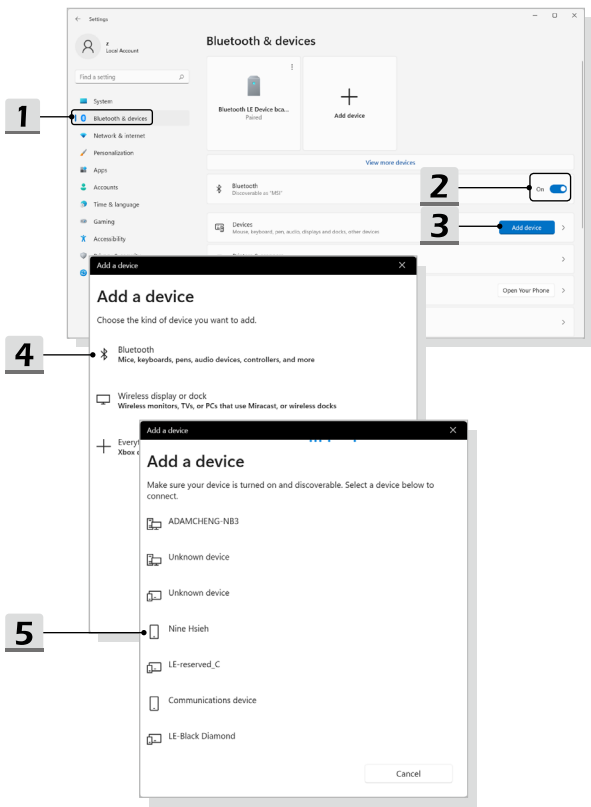 Settings
z
Local Account
Find a setting
System
Bluetooth & devices
Network & internet
Personalization
Apps
Accounts
Time & language
Gaming
Accessibility
Bluetooth & devices
Bluetooth LE Device bca...
Paired
Add device
View more devices
Bluetooth
Discoverable as "MD"
On
Devices
Mouse, keyboard, pen, audio, displays and docks, other devices
Add device
Open Your Phone
1
2
3
Add a device
Add a device
Choose the kind of device you want to add.
4
Bluetooth
Mice, keyboards, pens, audio devices, controllers, and more
Wireless display or dock
Wireless monitors, TVs, or PCs that use Miracast, or wireless docks
Xbox
Add a device
Add a device
Make sure your device is turned on and discoverable. Select a device below to
connect.
ADAMCHENG-NB3
Unknown device
Unknown device
5
Nine Hsieh
LE-reserved_C
Communications device
LE-Black Diamond
Cancel